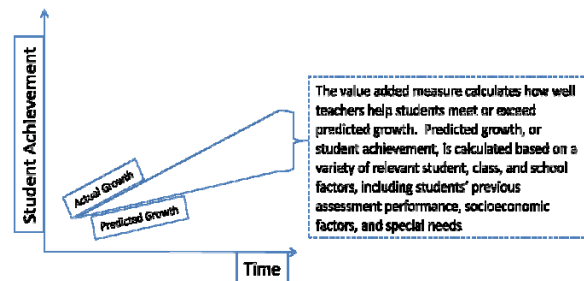 Student Achievement
Actual Growth
Predicted Growth
Time
The value added measure calculates how well
teachers help students meet or exceed
predicted growth.  Predicted growth, or
student achievement, is calculated based on a
variety of relevant student, class, and school
factors, including students' previous
assessment performance, socioeconomic
factors, and special needs